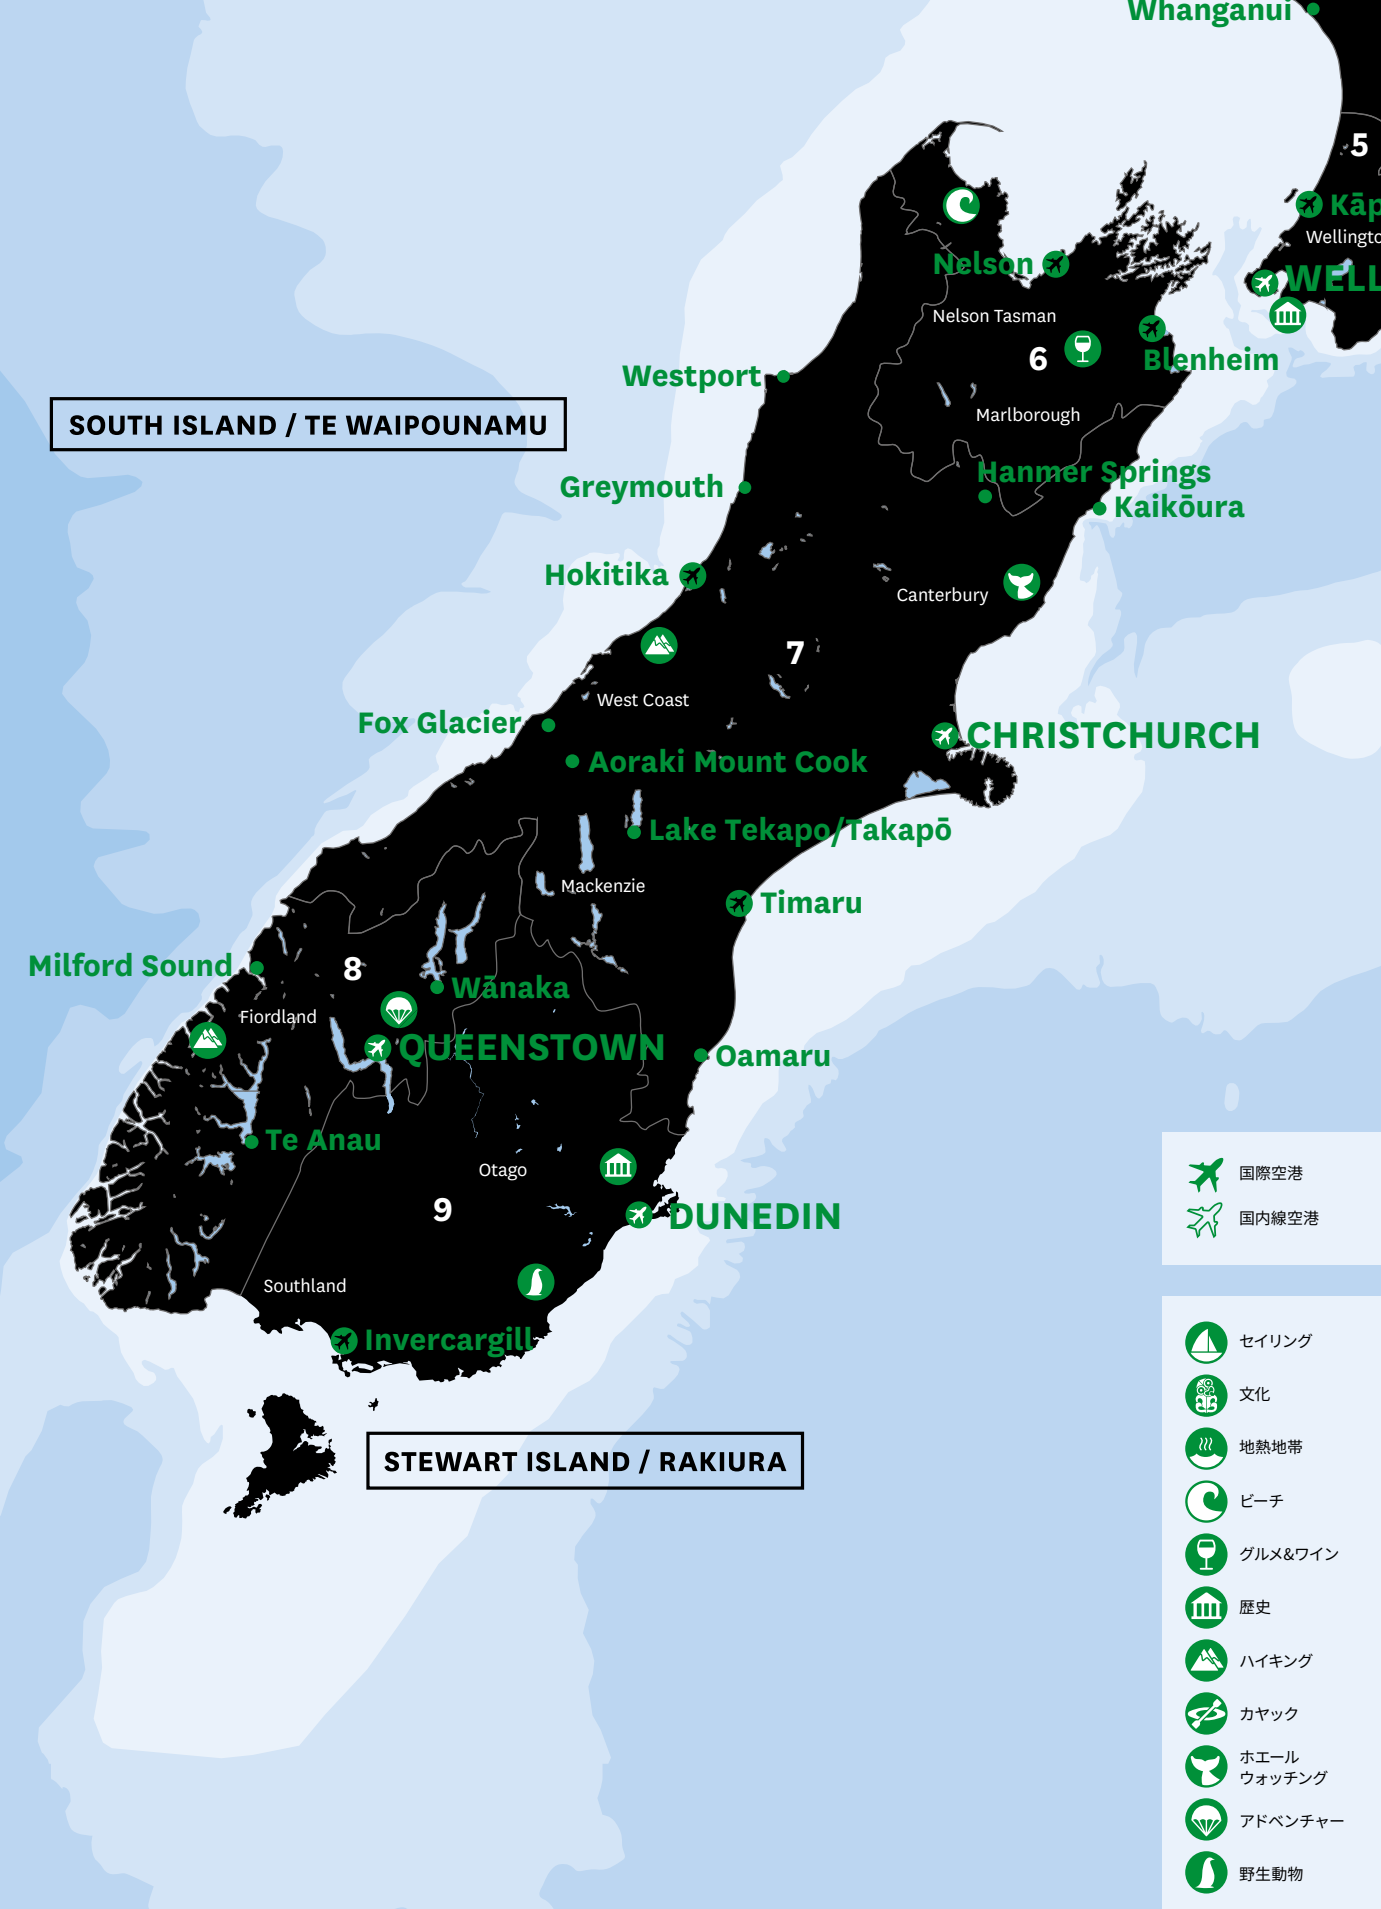 Whanganui
5
Kāp
Wellingto
WELL
Nelson
Nelson Tasman
6
Blenheim
Westport
Marlborough
SOUTH ISLAND / TE WAIPOUNAMU
Hanmer Springs
Greymouth
Kaikōura
Hokitika
Canterbury
7
West Coast
Fox Glacier
CHRISTCHURCH
Aoraki Mount Cook
Lake Tekapo/Takapō
Mackenzie
Timaru
Milford Sound
8
Wānaka
Fiordland
QUEENSTOWN
Oamaru
Te Anau
Otago
9
DUNEDIN
Southland
Invercargill
STEWART ISLAND / RAKIURA
国際空港
国内線空港
セイリング
文化
地熱地帯
ビーチ
グルメ&ワイン
歴史
ハイキング
カヤック
ホエール
ウォッチング
アドベンチャー
野生動物